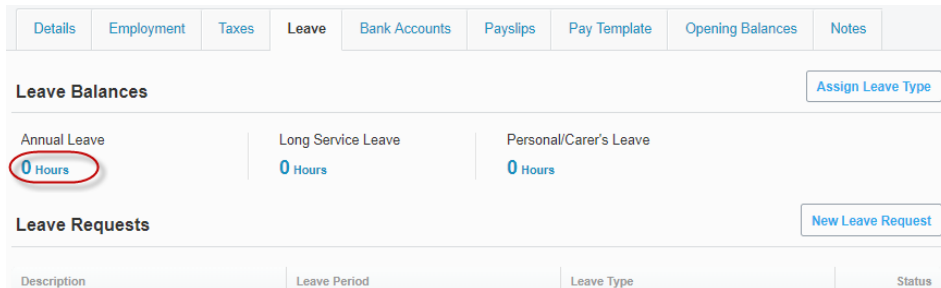 Details Employment Taxes Leave Bank Accounts Payslips Pay Template Opening Balances Notes
Leave Balances Assign Leave Type
Annual Leave Long Service Leave Personal/Carer's Leave
0 Hours 0 Hours 0 Hours
Leave Requests New Leave Request
Description Leave Period Leave Type Status